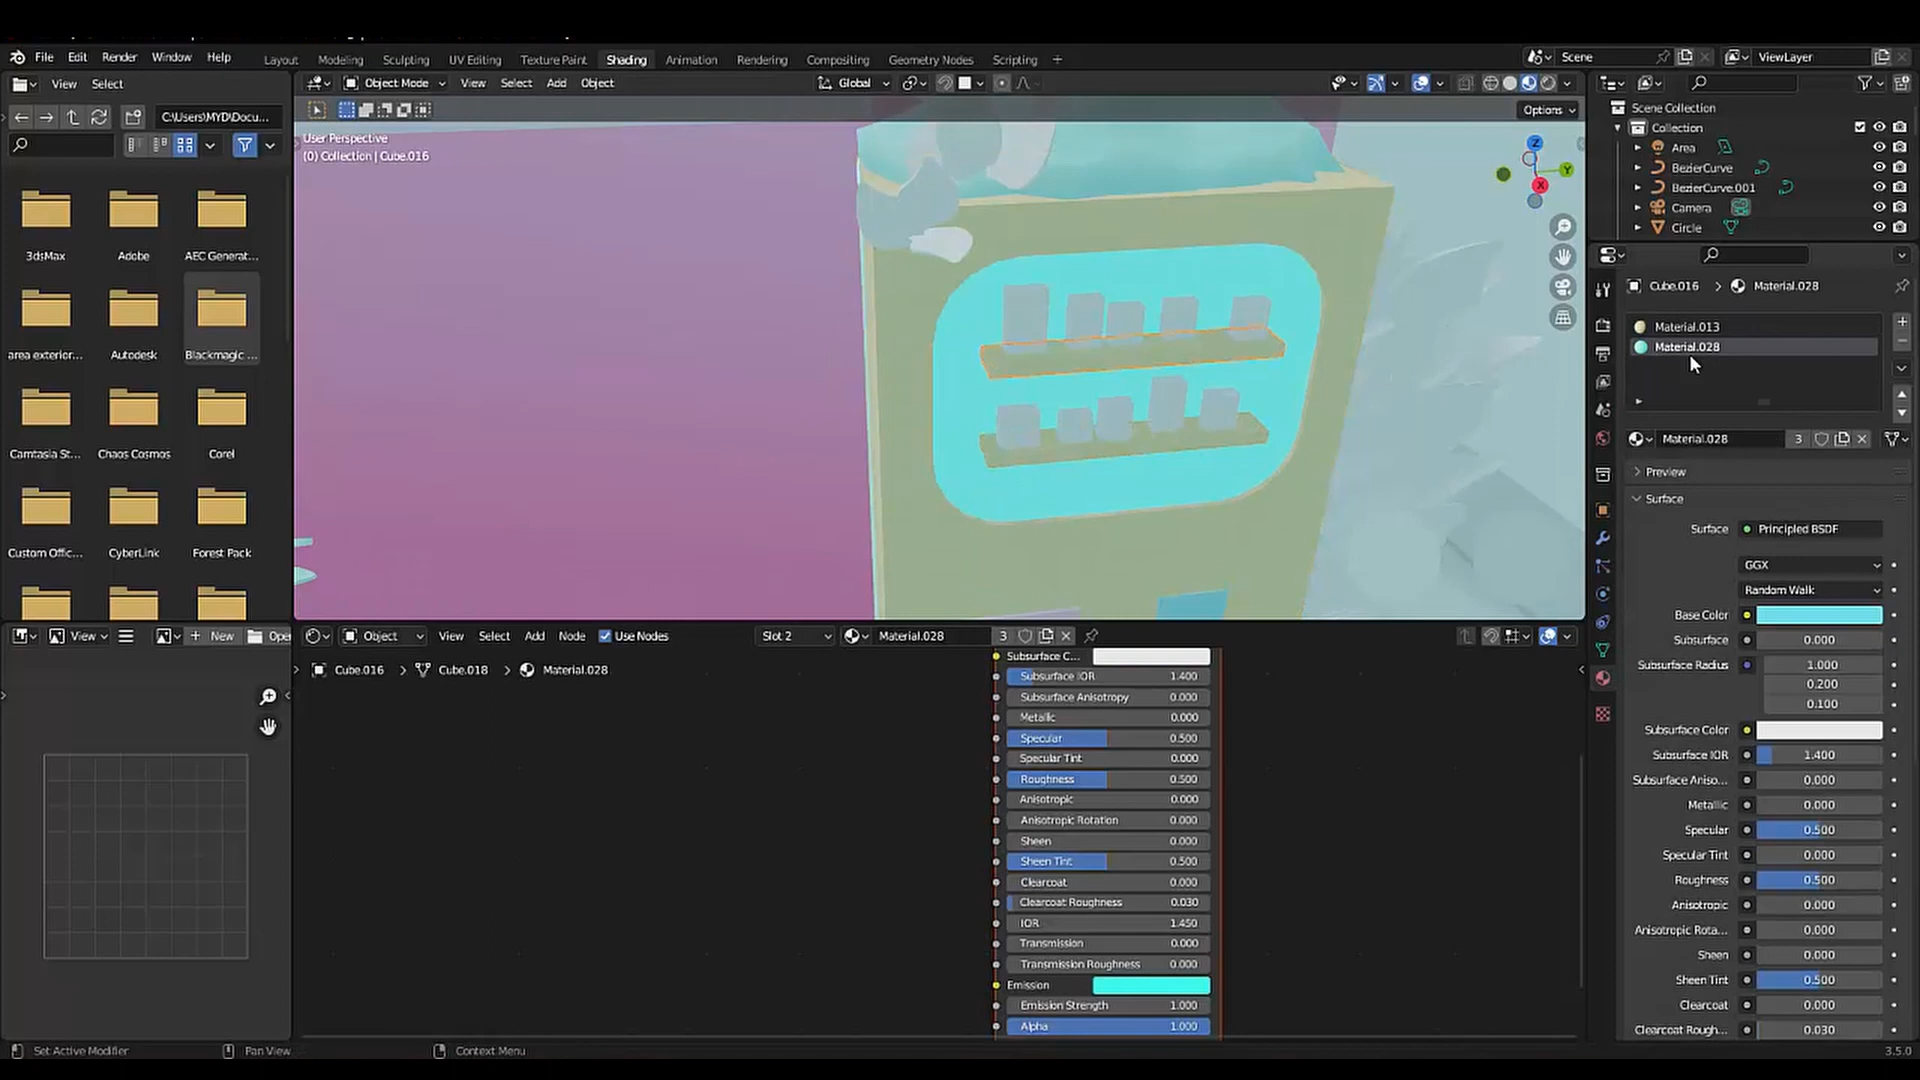 File Edit Render Window Help
Layout Modeling Sculpting UV Editing Texture Paint Shading Animation Rendering Compositing Geometry Nodes Scripting +
Scene
ViewLayer
View Select
Object Mode View Select Add Object
Global
C:\Users\MYD\Docu...
Options
User Perspective
(0) Collection | Cube.016
Z
Y
X
3dsMax Adobe AEC Generat...
area exterior... Autodesk Blackmagic ...
Camtasia St... Chaos Cosmos Corel
Custom Offic... CyberLink Forest Pack
Scene Collection
Collection
Area
BezierCurve
BezierCurve.001
Camera
Circle
Cube.016 > Material.028
Material.013
Material.028
Material.028 3
Preview
Surface
Surface Principled BSDF
GGX
Random Walk
Base Color
Subsurface 0.000
Subsurface Radius 1.000
0.200
0.100
Subsurface Color
Subsurface IOR 1.400
Subsurface Aniso... 0.000
Metallic 0.000
Specular 0.500
Specular Tint 0.000
Roughness 0.500
Anisotropic 0.000
Anisotropic Rota... 0.000
Sheen 0.000
Sheen Tint 0.500
Clearcoat 0.000
Clearcoat Rough... 0.030
View + New Oper
Object View Select Add Node Use Nodes Slot 2 Material.028 3
Cube.016 > Cube.018 > Material.028
Subsurface C...
Subsurface IOR 1.400
Subsurface Anisotropy 0.000
Metallic 0.000
Specular 0.500
Specular Tint 0.000
Roughness 0.500
Anisotropic 0.000
Anisotropic Rotation 0.000
Sheen 0.000
Sheen Tint 0.500
Clearcoat 0.000
Clearcoat Roughness 0.030
IOR 1.450
Transmission 0.000
Transmission Roughness 0.000
Emission
Emission Strength 1.000
Alpha 1.000
Set Active Modifier Pan View Context Menu 3.5.0